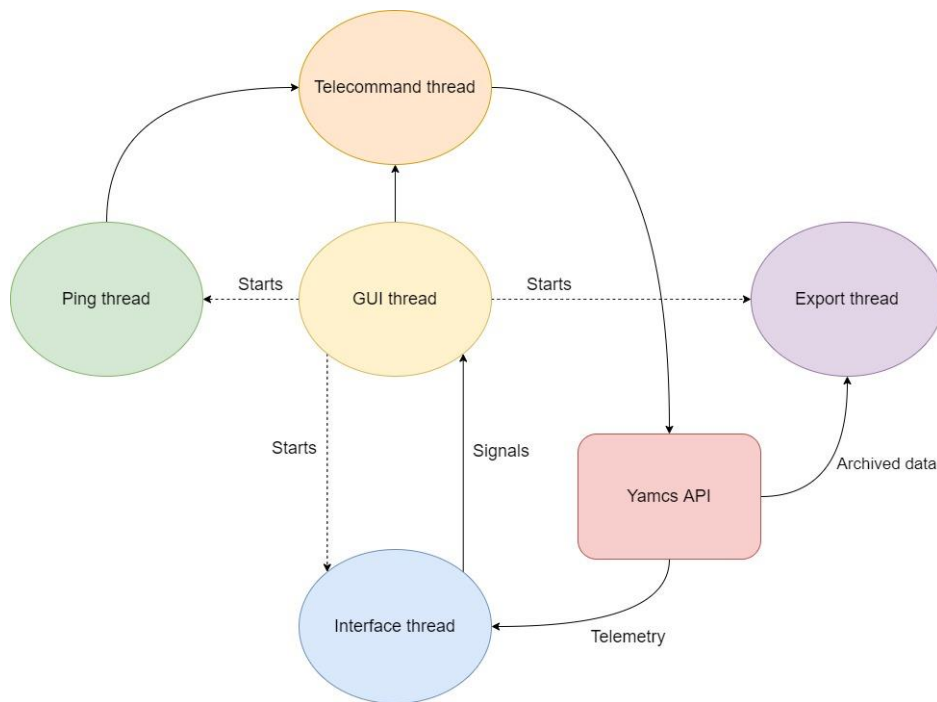 Telecommand thread
Ping thread
Starts
GUI thread
Starts
Export thread
Starts
Signals
Yamcs API
Archived data
Interface thread
Telemetry